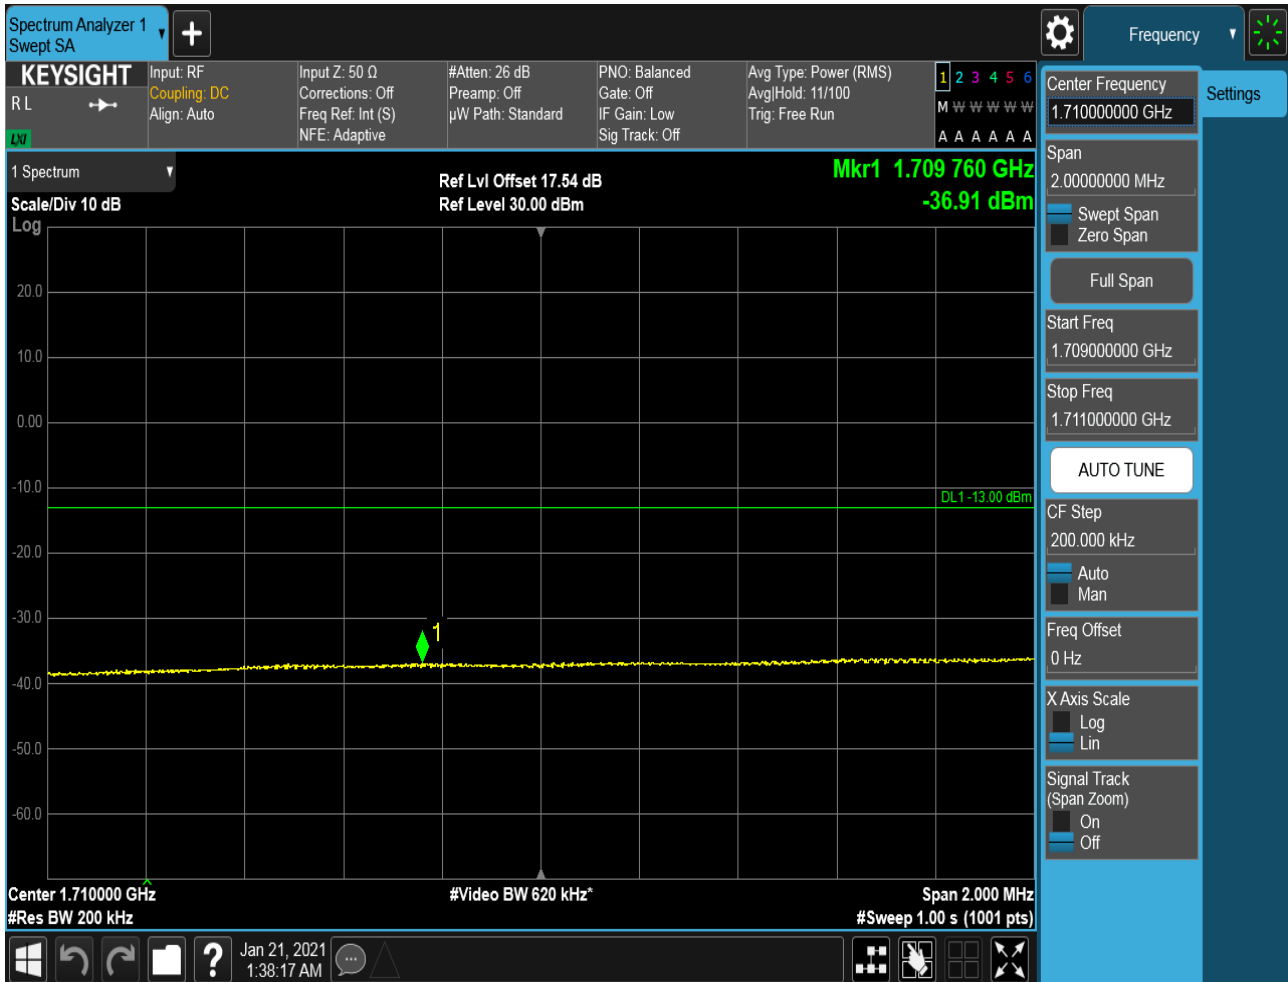 Spectrum Analyzer 1
Swept SA
Frequency
KEYSIGHT
R L
LXI
Input: RF
Coupling: DC
Align: Auto
Input Z: 50 Ω
Corrections: Off
Freq Ref: Int (S)
NFE: Adaptive
#Atten: 26 dB
Preamp: Off
µW Path: Standard
PNO: Balanced
Gate: Off
IF Gain: Low
Sig Track: Off
Avg Type: Power (RMS)
Avg|Hold: 11/100
Trig: Free Run
1 2 3 4 5 6
M W W W W W
A A A A A A
1 Spectrum
Scale/Div 10 dB
Log
Ref Lvl Offset 17.54 dB
Ref Level 30.00 dBm
Mkr1 1.709 760 GHz
-36.91 dBm
20.0
10.0
0.00
-10.0
DL1 -13.00 dBm
-20.0
-30.0
1
-40.0
-50.0
-60.0
Center 1.710000 GHz
#Res BW 200 kHz
#Video BW 620 kHz*
Span 2.000 MHz
#Sweep 1.00 s (1001 pts)
Center Frequency
1.710000000 GHz
Settings
Span
2.00000000 MHz
Swept Span
Zero Span
Full Span
Start Freq
1.709000000 GHz
Stop Freq
1.711000000 GHz
AUTO TUNE
CF Step
200.000 kHz
Auto
Man
Freq Offset
0 Hz
X Axis Scale
Log
Lin
Signal Track
(Span Zoom)
On
Off
?
Jan 21, 2021
1:38:17 AM